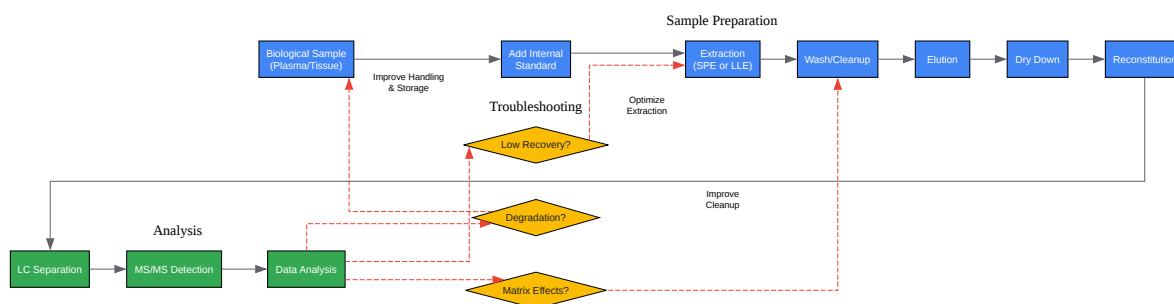 Sample Preparation
Biological Sample
(Plasma/Tissue)
Add Internal
Standard
Extraction
(SPE or LLE)
Wash/Cleanup
Elution
Dry Down
Reconstitution
Improve Handling
& Storage
Troubleshooting
Optimize
Extraction
Low Recovery?
Improve
Cleanup
Degradation?
Analysis
LC Separation
MS/MS Detection
Data Analysis
Matrix Effects?